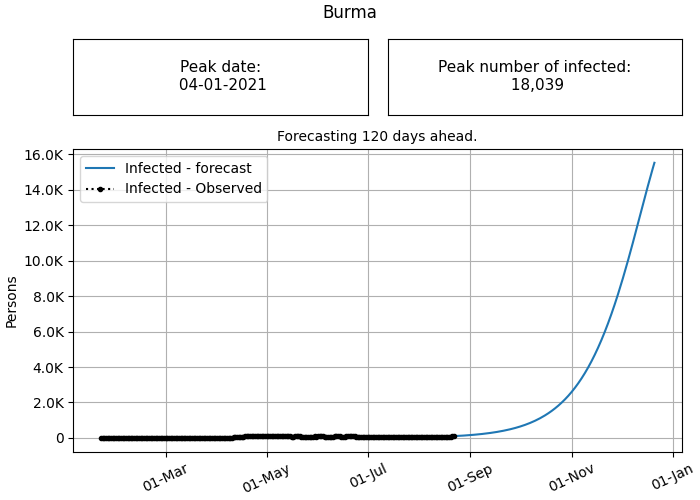 Burma
Peak date:
04-01-2021
Peak number of infected:
18,039
Forecasting 120 days ahead.
Infected - forecast
Infected - Observed
Persons
16.0K
14.0K
12.0K
10.0K
8.0K
6.0K
4.0K
2.0K
0
01-Mar
01-May
01-Jul
01-Sep
01-Nov
01-Jan